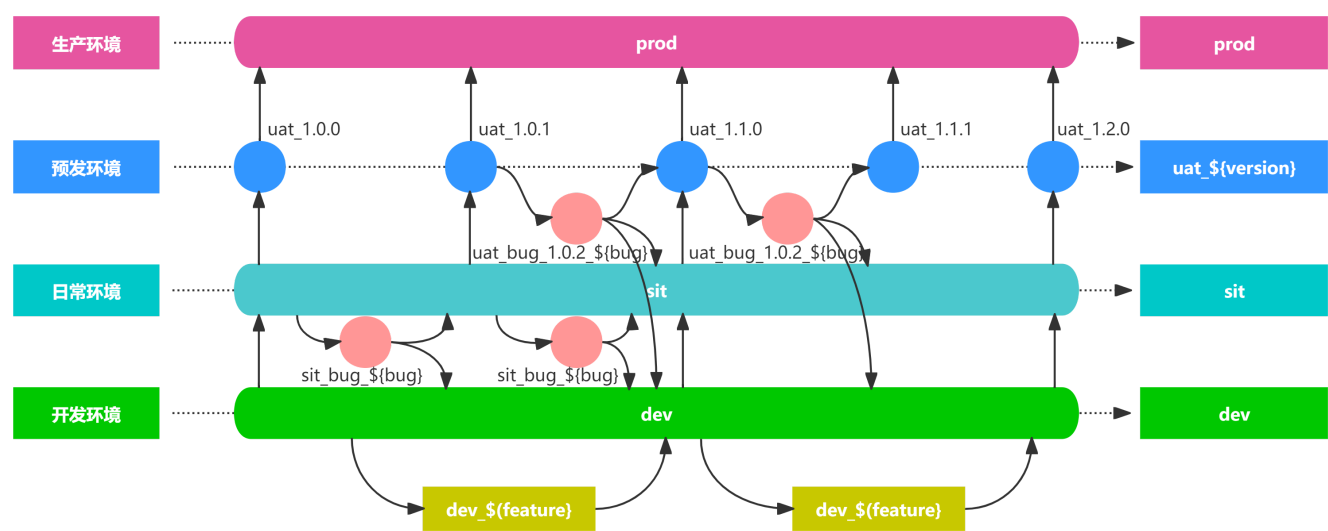 生产环境
prod
prod
uat_1.0.0
uat_1.0.1
uat_1.1.0
uat_1.1.1
uat_1.2.0
预发环境
uat_${version}
uat_bug_1.0.2_${bug}
uat_bug_1.0.2_${bug}
日常环境
sit
sit
sit_bug_${bug}
sit_bug_${bug}
开发环境
dev
dev
dev_$(feature}
dev_$(feature}